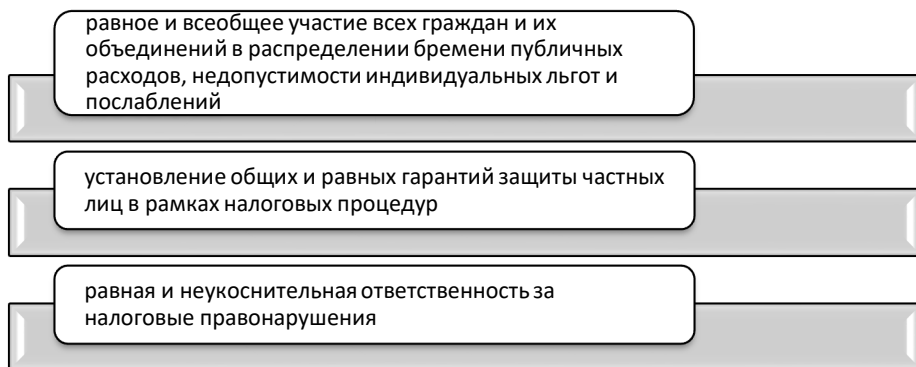 равное и всеобщее участие всех граждан и их
объединений в распределении бремени публичных
расходов, недопустимости индивидуальных льгот и
послаблений
установление общих и равных гарантий защиты частных
лиц в рамках налоговых процедур
равная и неукоснительная ответственность за
налоговые правонарушения